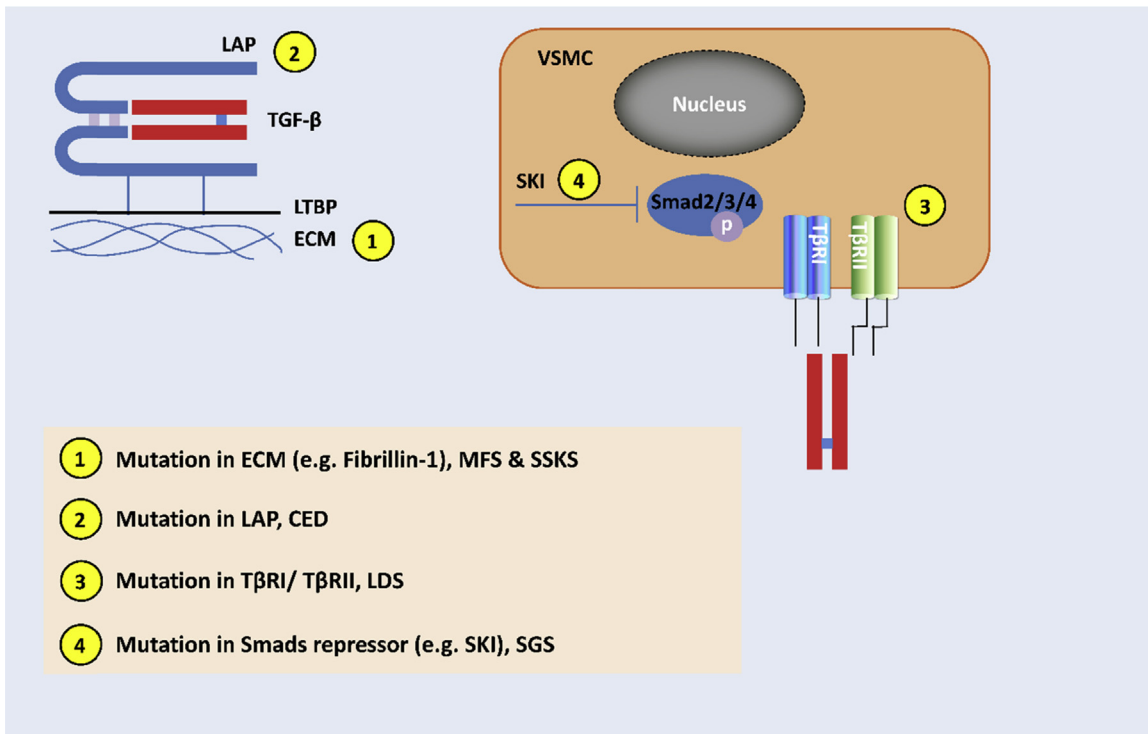 LAP
2
TGF-β
LTBP
ECM
1
VSMC
Nucleus
SKI
4
Smad2/3/4
p
3
TβRI
TβRII
1 Mutation in ECM (e.g. Fibrillin-1), MFS & SSKS
2 Mutation in LAP, CED
3 Mutation in TβRI/ TβRII, LDS
4 Mutation in Smads repressor (e.g. SKI), SGS